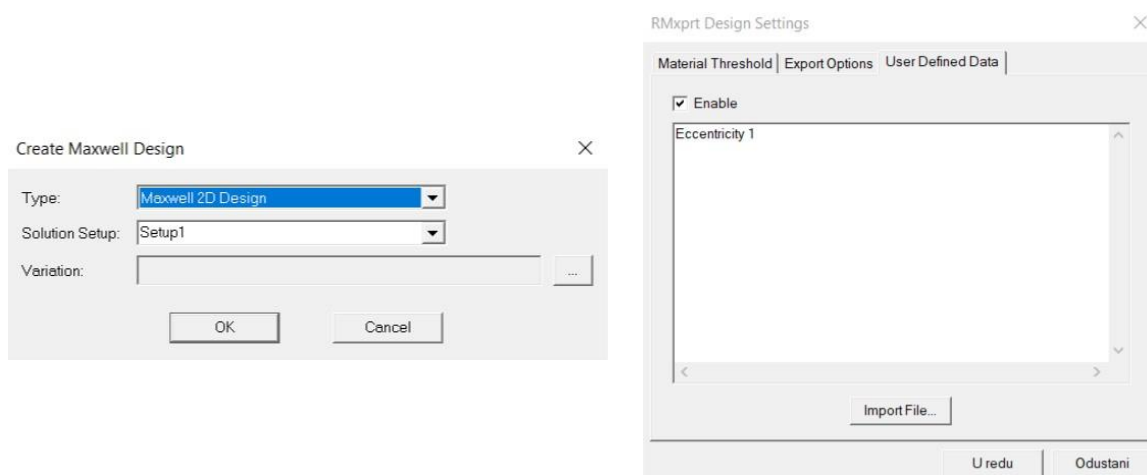 Create Maxwell Design
Type:
Maxwell 2D Design
Solution Setup:
Setup1
Variation:
...
OK
Cancel
RMxprt Design Settings
Material Threshold
Export Options
User Defined Data
Enable
Eccentricity 1
Import File...
U redu
Odustani